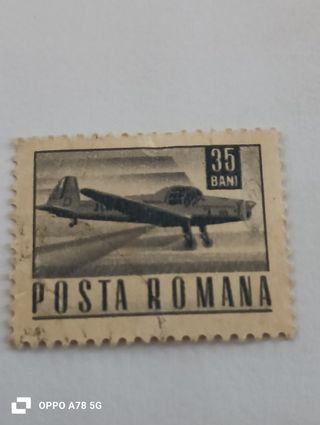 35
BANI
POSTA ROMANA
OPPO A78 5G